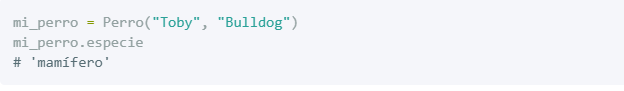 mi_perro = Perro("Toby", "Bulldog")
mi_perro.especie
# 'mamífero'